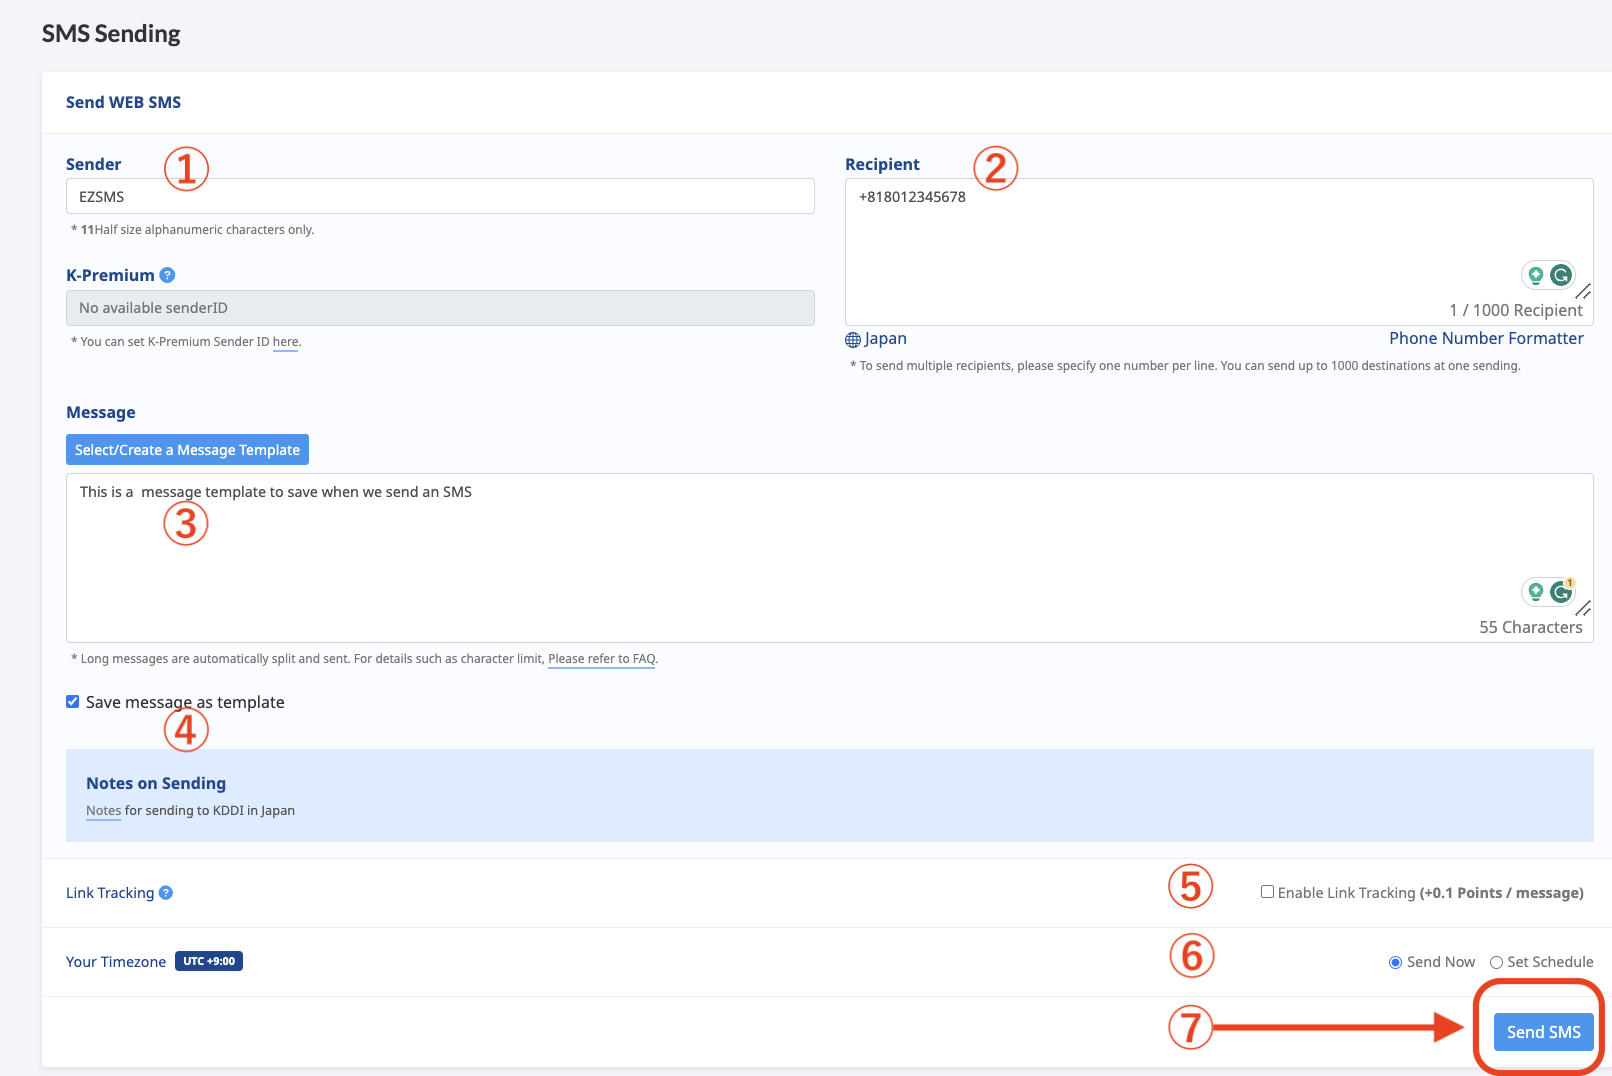 SMS Sending
Send WEB SMS
Sender ①
EZSMS
* 11Half size alphanumeric characters only.
K-Premium ?
No available senderID
* You can set K-Premium Sender ID here.
Recipient ②
+818012345678
1 / 1000 Recipient
Japan
Phone Number Formatter
* To send multiple recipients, please specify one number per line. You can send up to 1000 destinations at one sending.
Message
Select/Create a Message Template
This is a  message template to save when we send an SMS
③
1
55 Characters
* Long messages are automatically split and sent. For details such as character limit, Please refer to FAQ.
Save message as template
④
Notes on Sending
Notes for sending to KDDI in Japan
Link Tracking ?
⑤ Enable Link Tracking (+0.1 Points / message)
Your Timezone UTC +9:00
⑥ Send Now Set Schedule
⑦ Send SMS